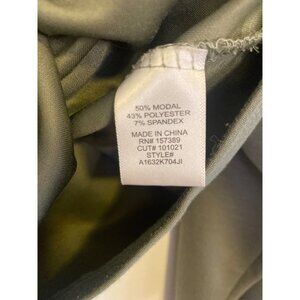 50% MODAL
43% POLYESTER
7% SPANDEX
MADE IN CHINA
RN# 157389
CUT# 101021
STYLE#
A1632K704JI